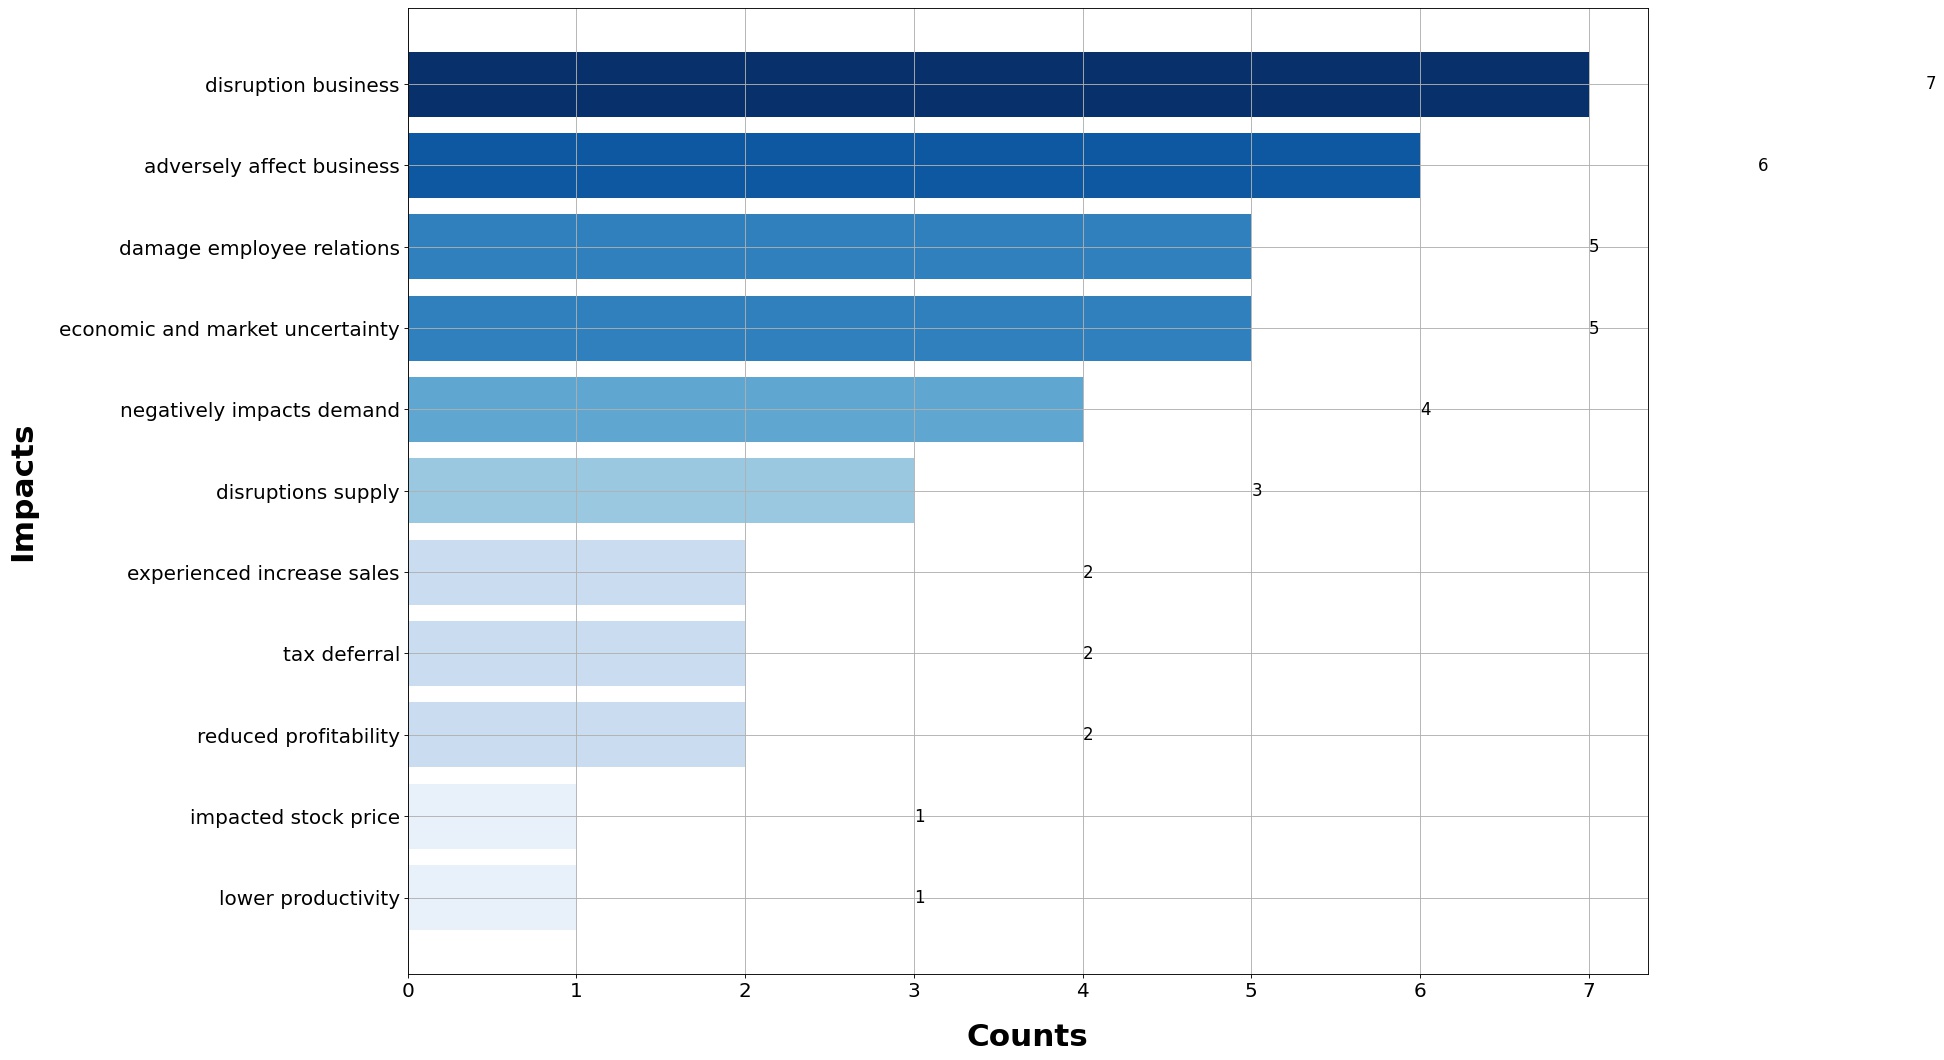 disruption business 7
adversely affect business 6
damage employee relations 5
economic and market uncertainty 5
negatively impacts demand 4
disruptions supply 3
experienced increase sales 2
tax deferral 2
reduced profitability 2
impacted stock price 1
lower productivity 1
Impacts
0 1 2 3 4 5 6 7
Counts